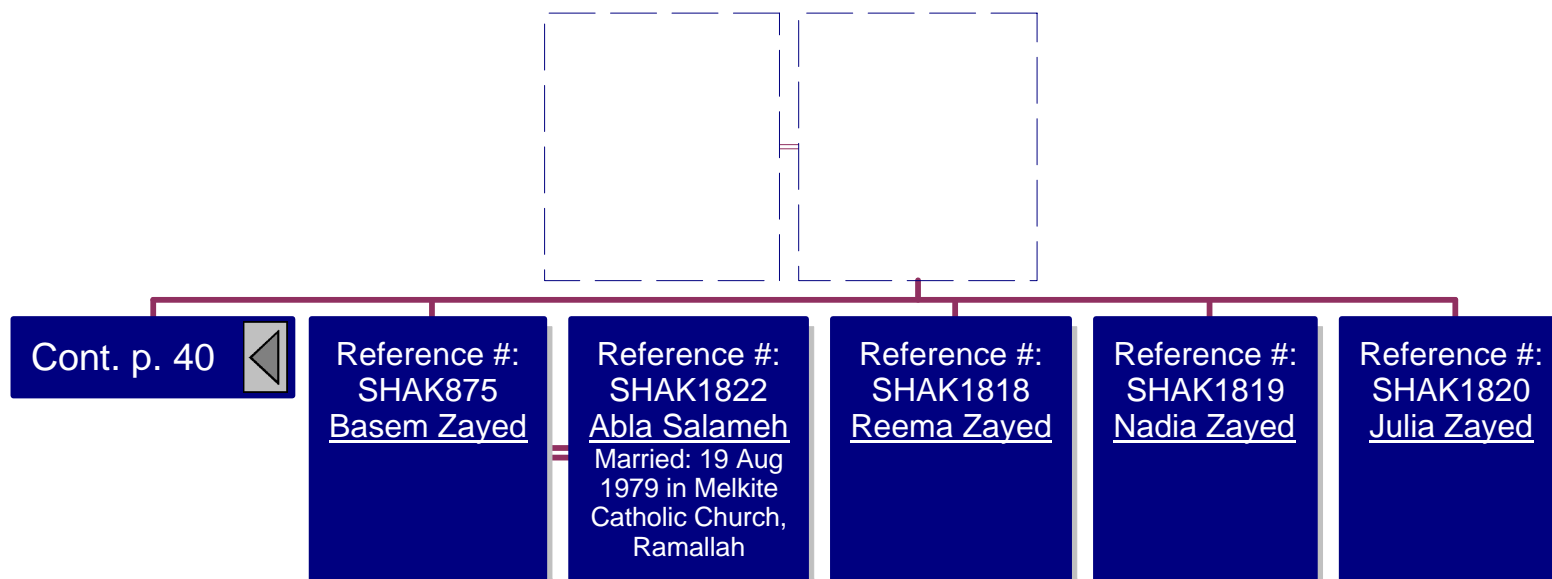 Cont. p. 40
Reference #:
SHAK875
Basem Zayed
Reference #:
SHAK1822
Abla Salameh
Married: 19 Aug
1979 in Melkite
Catholic Church,
Ramallah
Reference #:
SHAK1818
Reema Zayed
Reference #:
SHAK1819
Nadia Zayed
Reference #:
SHAK1820
Julia Zayed